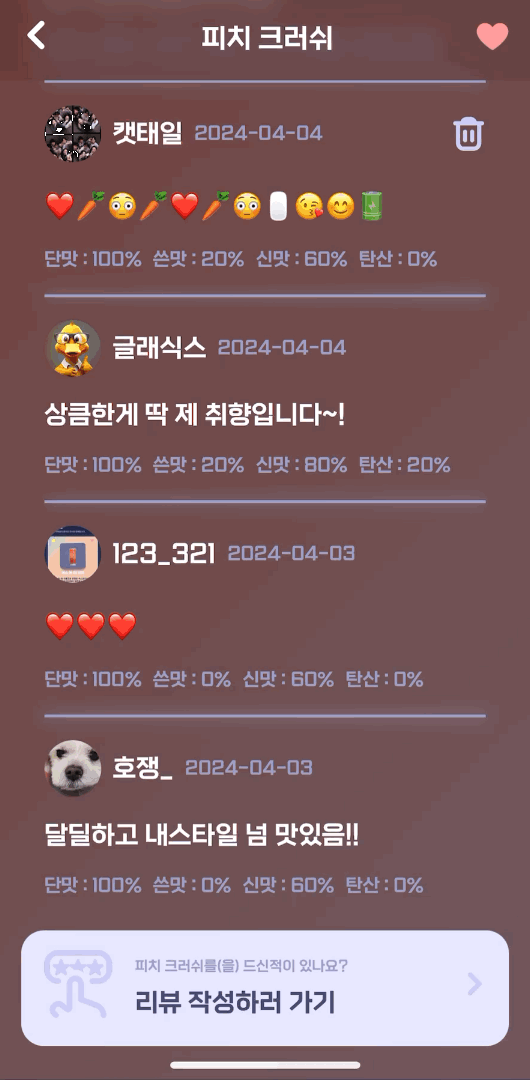 피치 크러쉬
캣태일 2024-04-04
❤️🥕😳🥕❤️🥕😳🥛😘😊🔋
단맛 : 100% 쓴맛 : 20% 신맛 : 60% 탄산 : 0%
글래식스 2024-04-04
상큼한게 딱 제 취향입니다~!
단맛 : 100% 쓴맛 : 20% 신맛 : 80% 탄산 : 20%
123_321 2024-04-03
❤️❤️❤️
단맛 : 100% 쓴맛 : 0% 신맛 : 60% 탄산 : 0%
호쟁_ 2024-04-03
달딜하고 내스타일 넘 맛있음!!
단맛 : 100% 쓴맛 : 0% 신맛 : 60% 탄산 : 0%
피치 크러쉬를(을) 드신적이 있나요?
리뷰 작성하러 가기